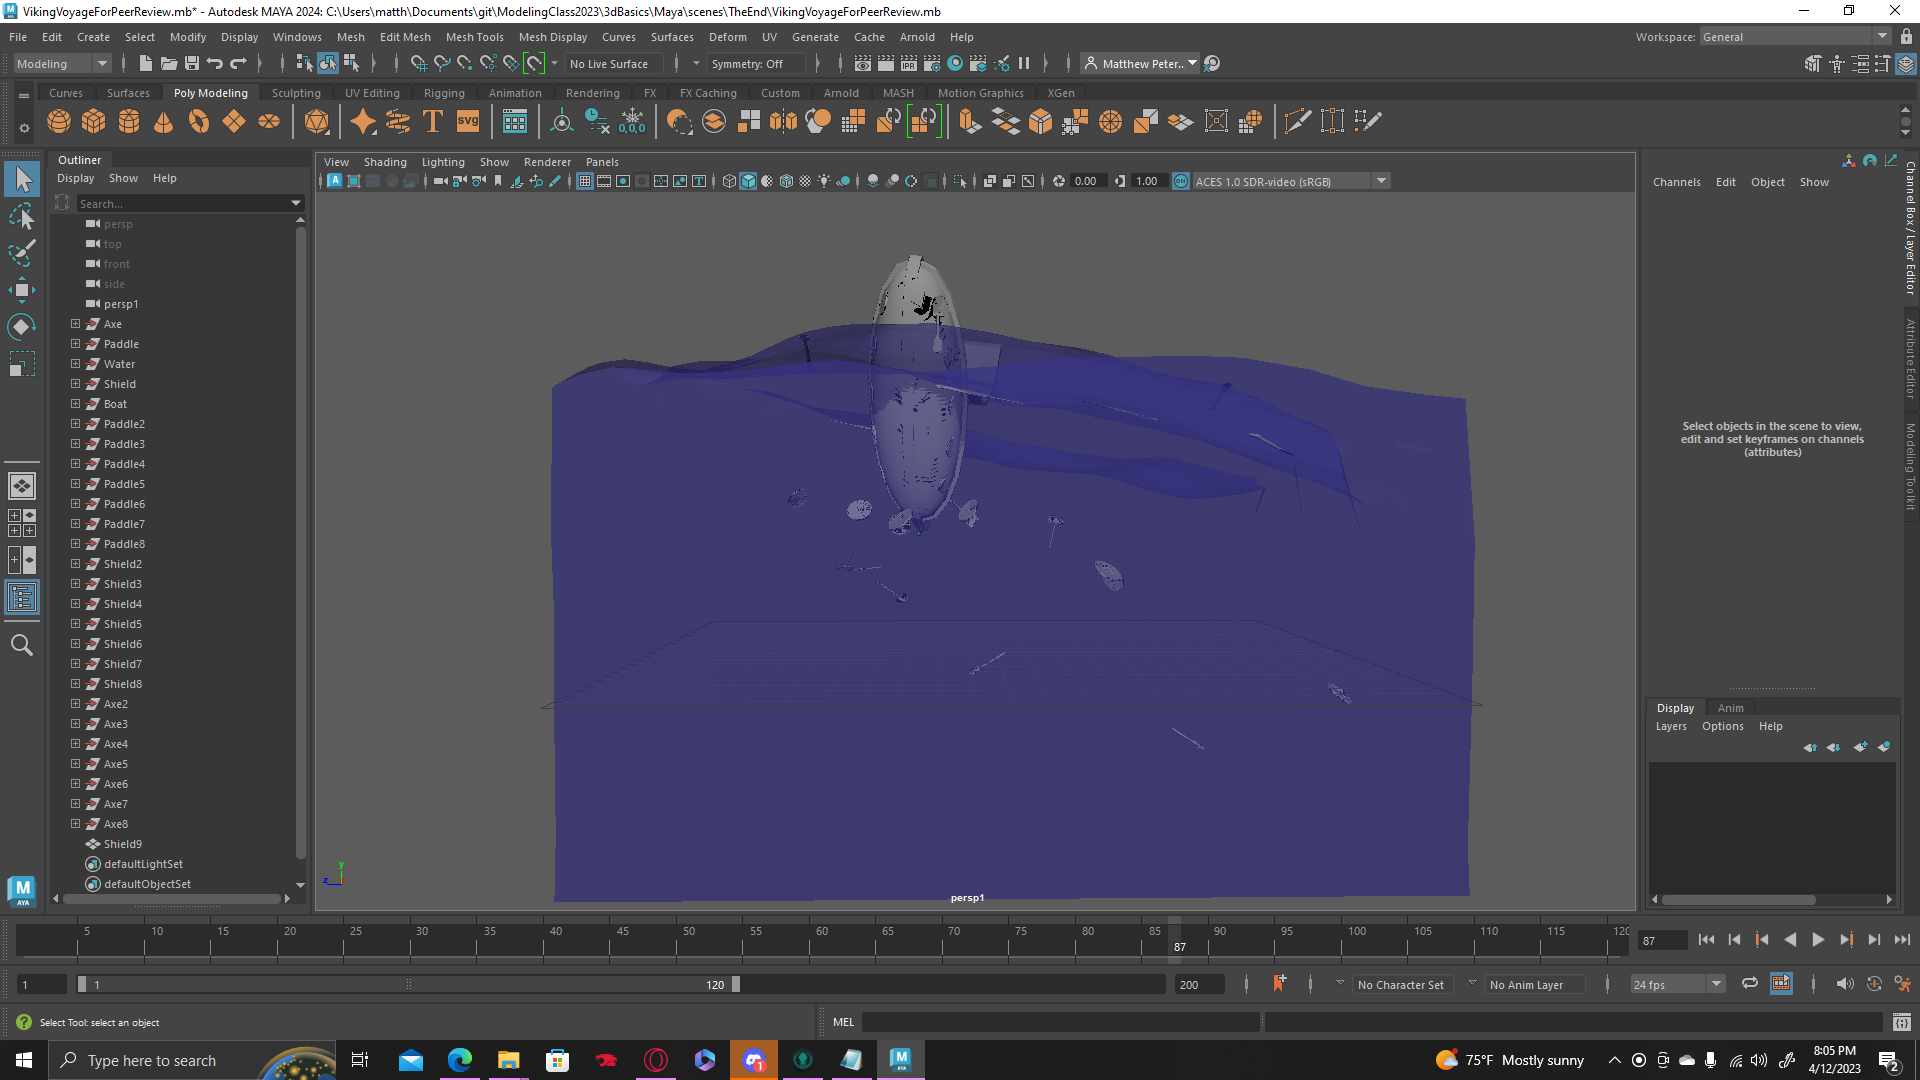 VikingVoyageForPeerReview.mb* - Autodesk MAYA 2024: C:\Users\matth\Documents\git\ModelingClass2023\3dBasics\Maya\scenes\TheEnd\VikingVoyageForPeerReview.mb
File Edit Create Select Modify Display Windows Mesh Edit Mesh Mesh Tools Mesh Display Curves Surfaces Deform UV Generate Cache Arnold Help Workspace: General
Modeling No Live Surface Symmetry: Off IPR Matthew Peter..
Curves Surfaces Poly Modeling Sculpting UV Editing Rigging Animation Rendering FX FX Caching Custom Arnold MASH Motion Graphics XGen
T svg 0,0,0
Outliner
Display Show Help
Search...
persp
top
front
side
persp1
Axe
Paddle
Water
Shield
Boat
Paddle2
Paddle3
Paddle4
Paddle5
Paddle6
Paddle7
Paddle8
Shield2
Shield3
Shield4
Shield5
Shield6
Shield7
Shield8
Axe2
Axe3
Axe4
Axe5
Axe6
Axe7
Axe8
Shield9
defaultLightSet
defaultObjectSet
View Shading Lighting Show Renderer Panels
0.00 1.00 ON ACES 1.0 SDR-video (sRGB)
y
z
persp1
Channels Edit Object Show
Select objects in the scene to view,
edit and set keyframes on channels
(attributes)
Channel Box / Layer Editor
Attribute Editor
Modeling Toolkit
Display Anim
Layers Options Help
5 10 15 20 25 30 35 40 45 50 55 60 65 70 75 80 85 90 95 100 105 110 115 120
87
87
1 1 120 200 No Character Set No Anim Layer 24 fps
Select Tool: select an object MEL
M
AYA
Type here to search
1
75°F Mostly sunny
8:05 PM
4/12/2023
2